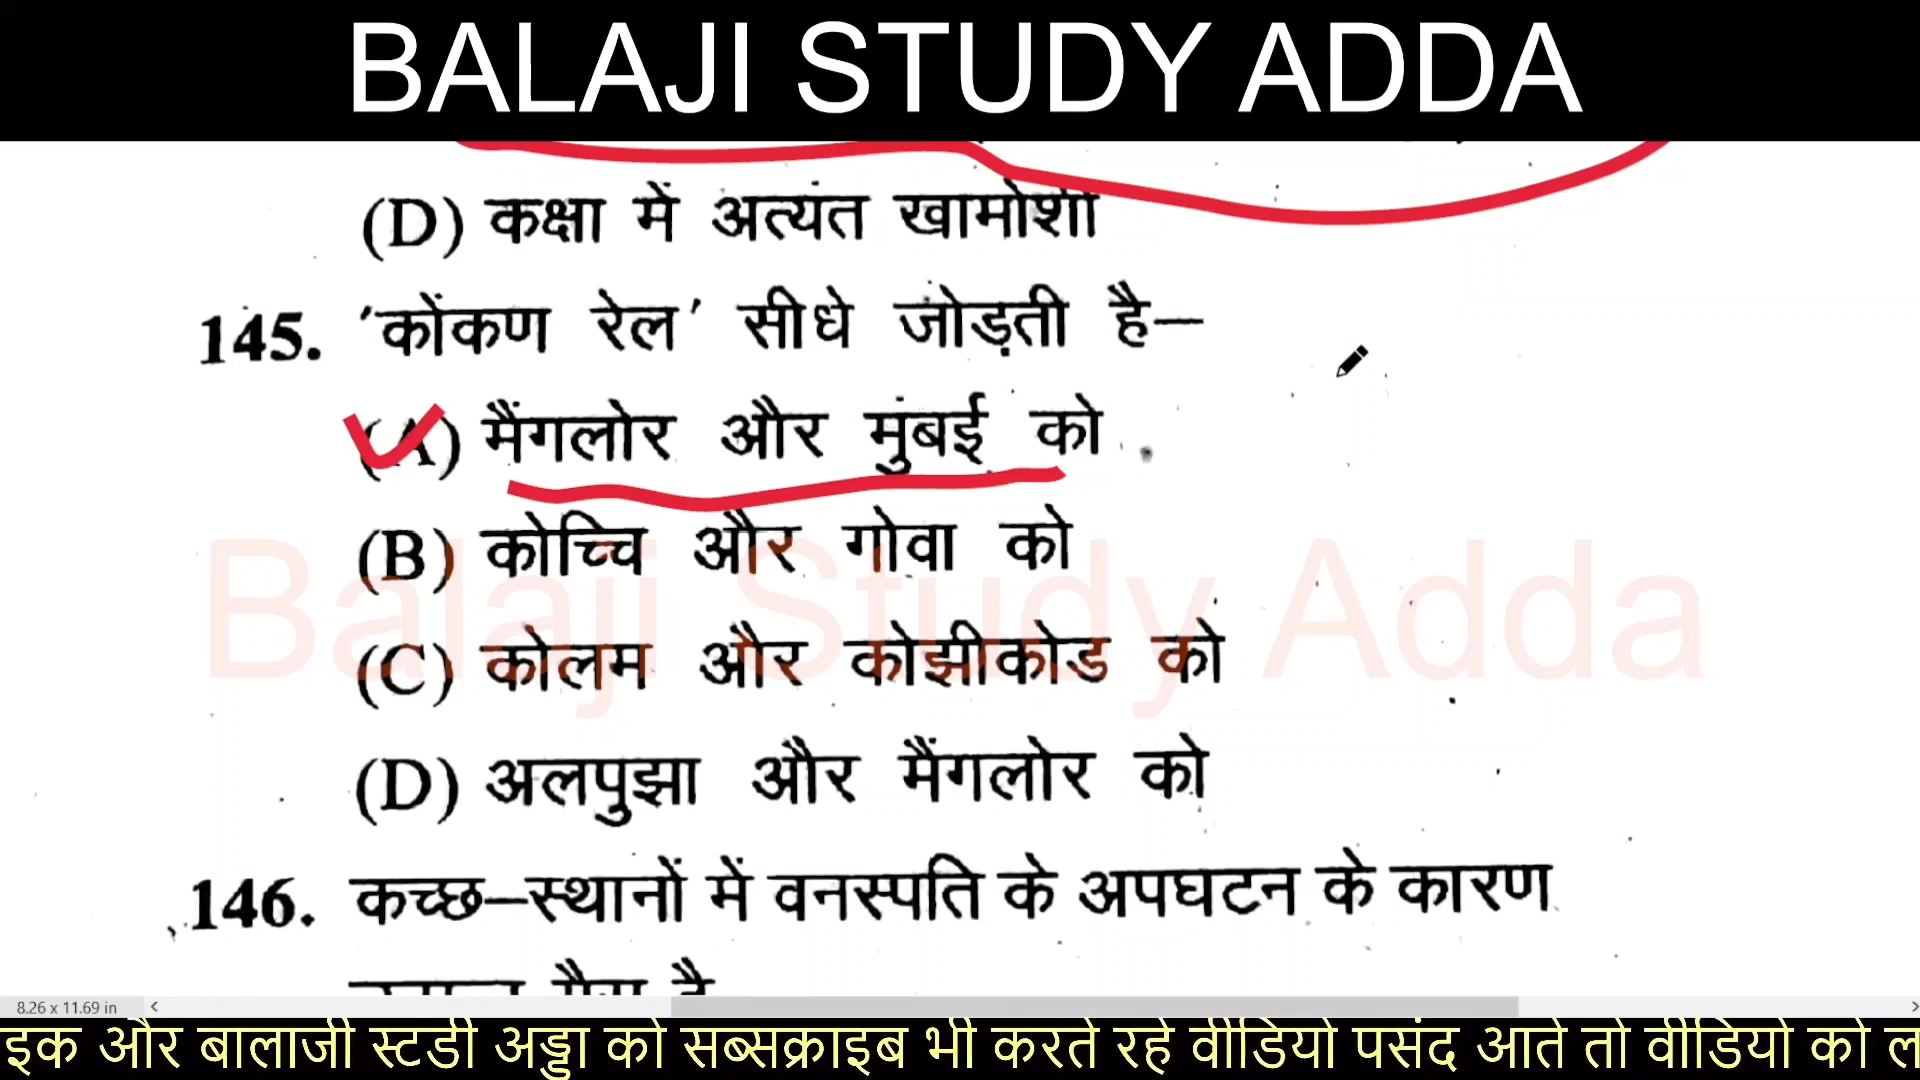 BALAJI STUDY ADDA
(D) कक्षा में अत्यंत खामोशी
145. 'कोंकण रेल' सीधे जोड़ती है–
(A) मैंगलोर और मुंबई को
(B) कोच्चि और गोवा को
Balaji Study Adda
(C) कोलम और कोझीकोड को
(D) अलपुझा और मैंगलोर को
146. कच्छ–स्थानों में वनस्पति के अपघटन के कारण
8.26 x 11.69 in
इक और बालाजी स्टडी अड्डा को सब्सक्राइब भी करते रहे वीडियो पसंद आते तो वीडियो को ल